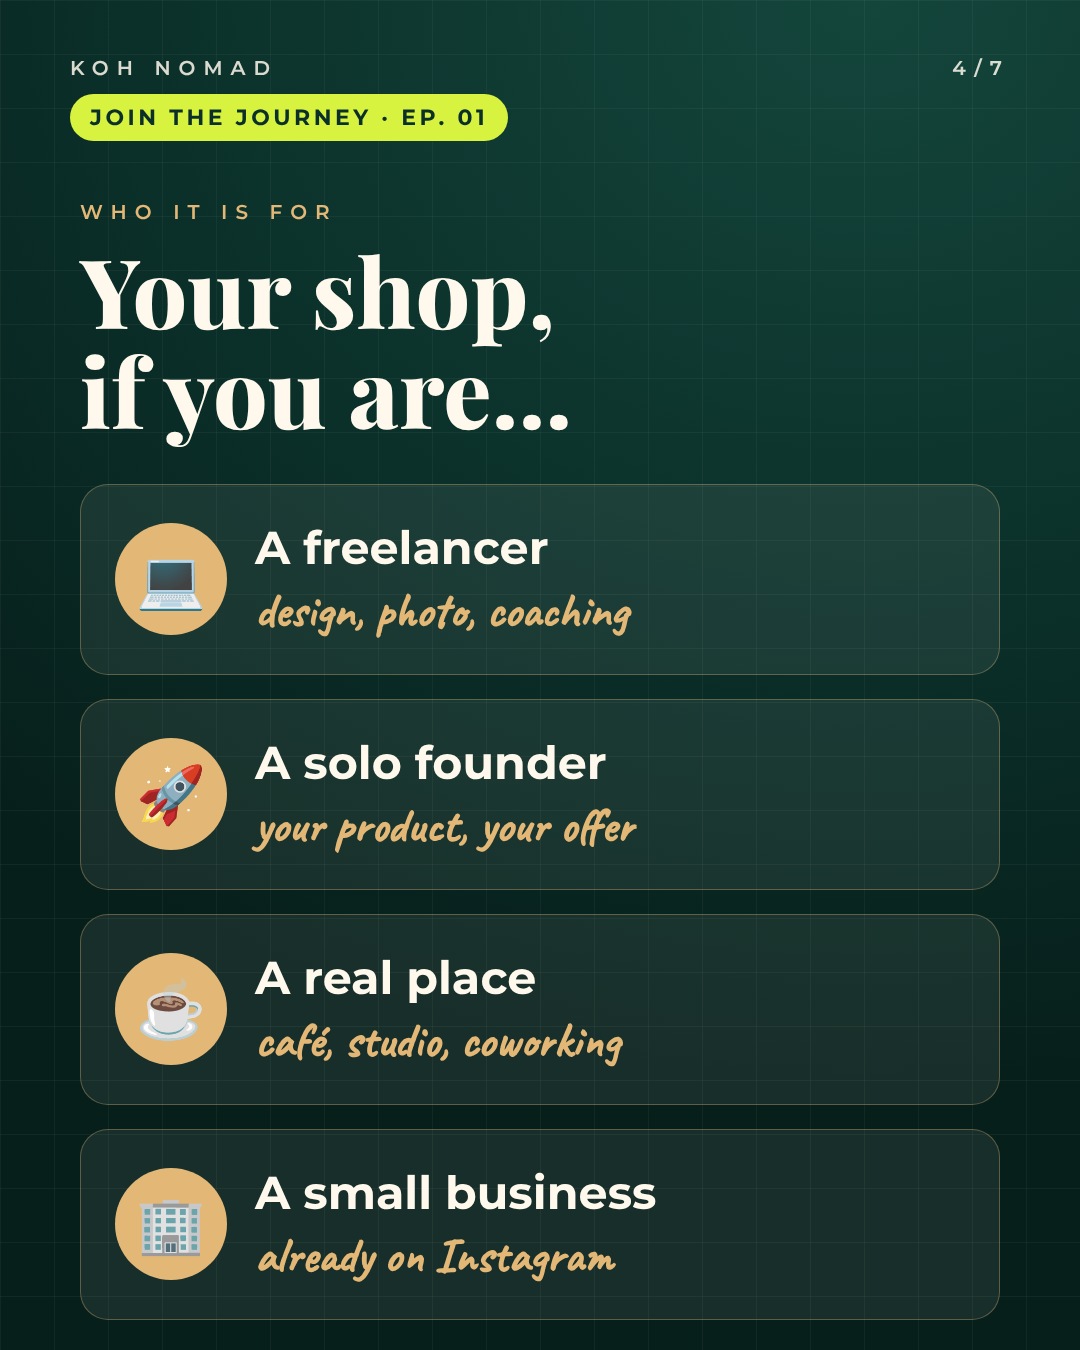 KOH NOMAD
4 / 7
JOIN THE JOURNEY · EP. 01
WHO IT IS FOR
Your shop,
if you are...
A freelancer
design, photo, coaching
A solo founder
your product, your offer
A real place
café, studio, coworking
A small business
already on Instagram